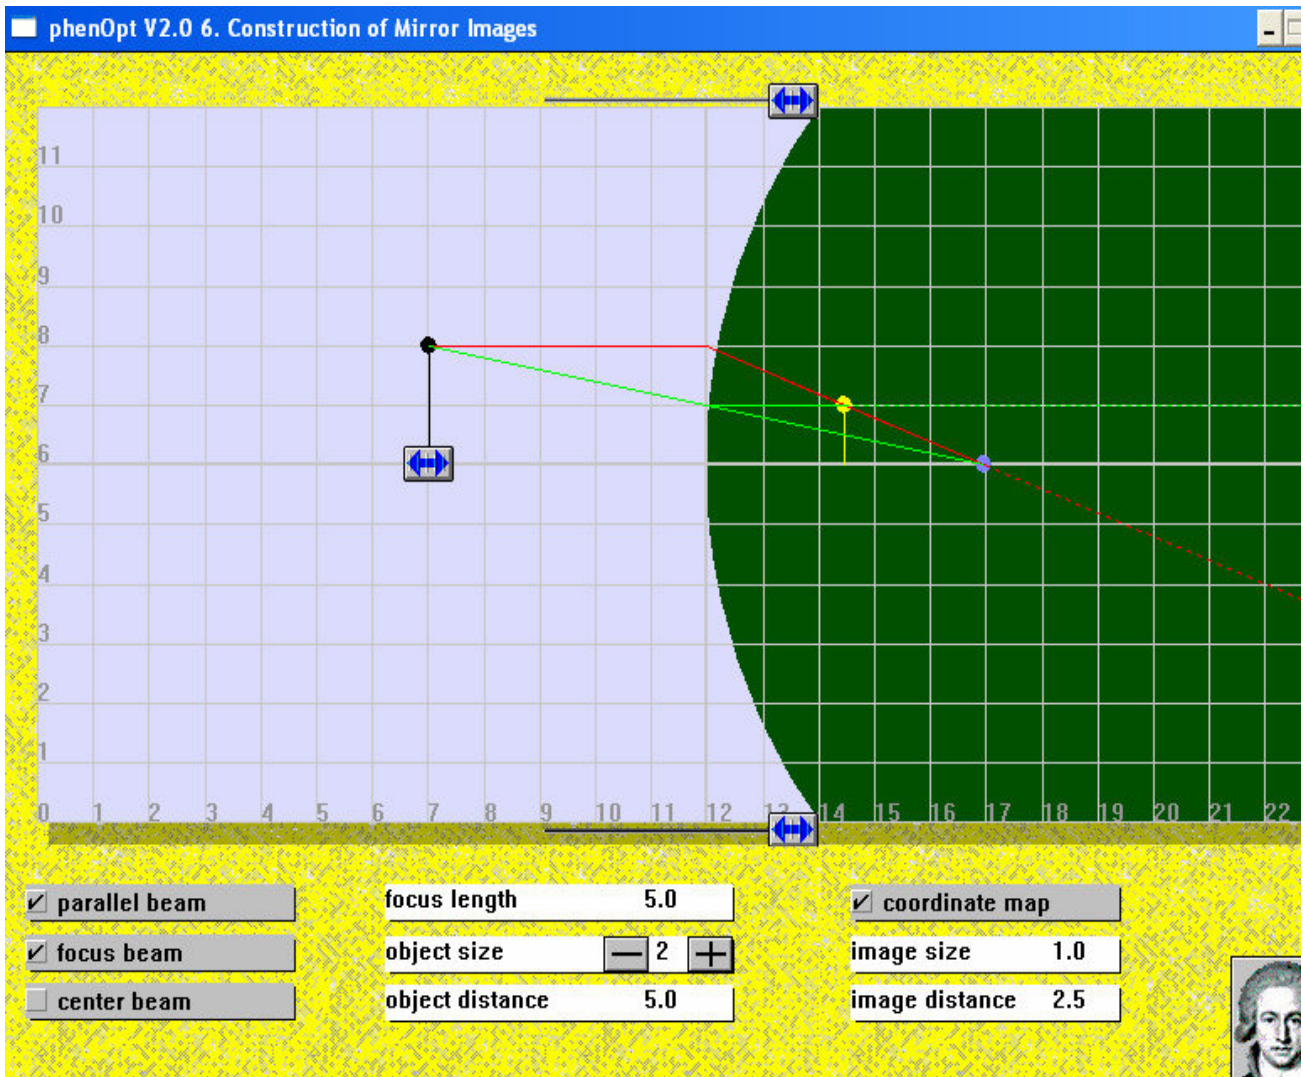 phenOpt V2.0 6. Construction of Mirror Images
11
10
9
8
7
6
5
4
3
2
1
0 1 2 3 4 5 6 7 8 9 10 11 12 13 14 15 16 17 18 19 20 21 22
parallel beam focus length 5.0 coordinate map
focus beam object size 2 image size 1.0
center beam object distance 5.0 image distance 2.5